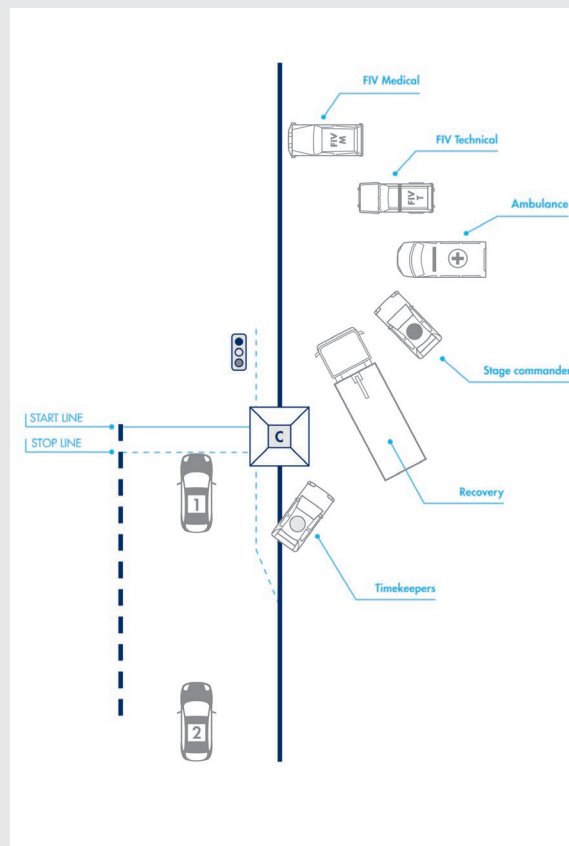 FIV Medical
FIV
M
FIV Technical
FIV
T
Ambulance
Stage commander
START LINE
STOP LINE
C
1
Recovery
Timekeepers
2